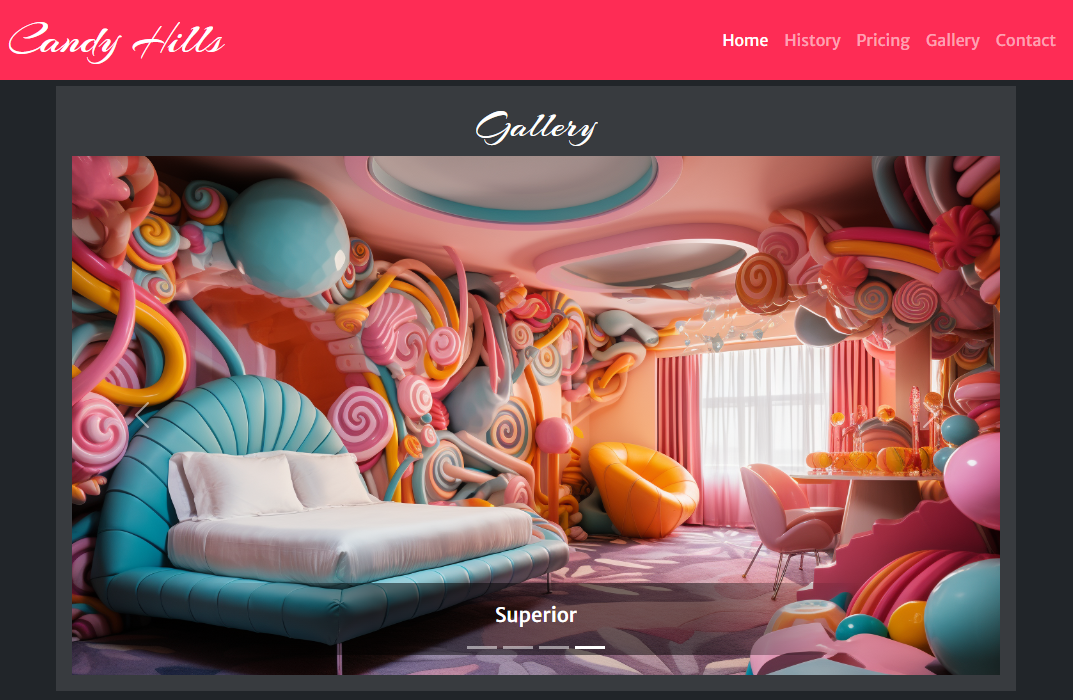 Candy Hills
Home History Pricing Gallery Contact
Gallery
Superior